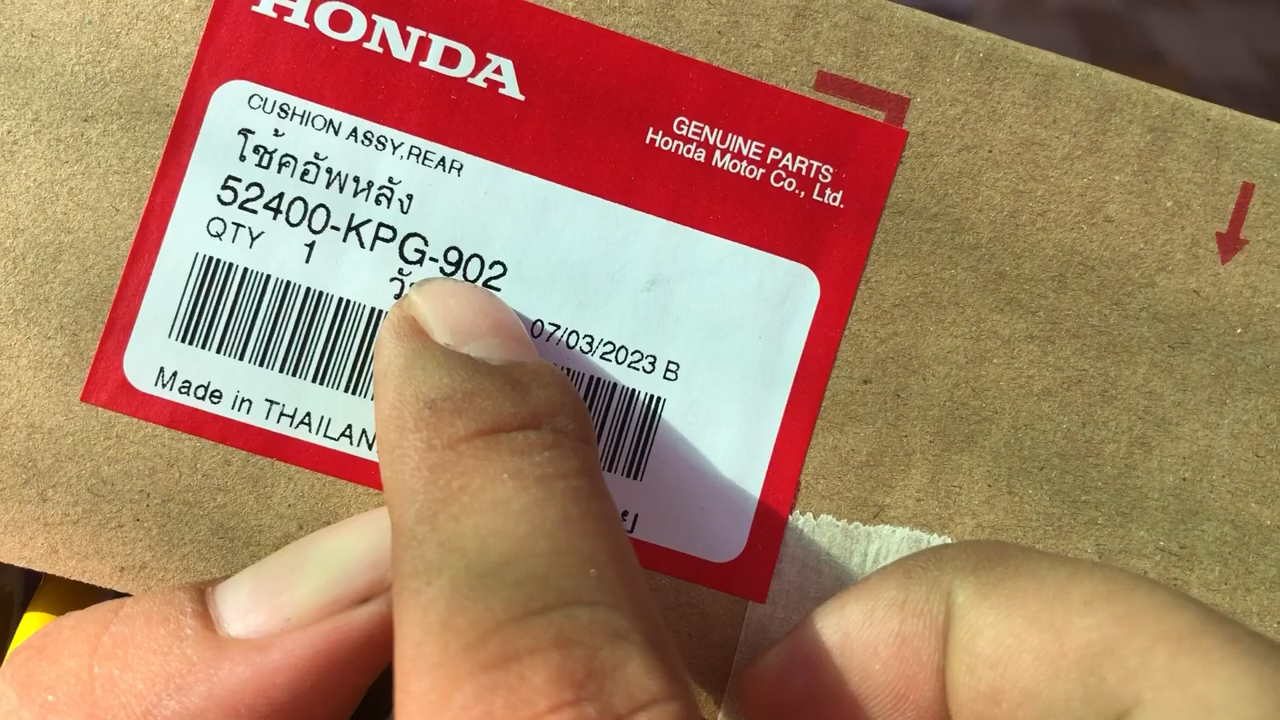 HONDA
GENUINE PARTS
Honda Motor Co., Ltd.
CUSHION ASSY,REAR
โช้คอัพหลัง
52400-KPG-902
QTY 1
07/03/2023 B
Made in THAILAN